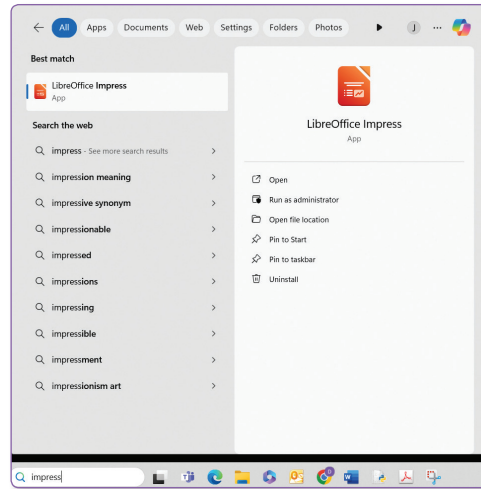 All Apps Documents Web Settings Folders Photos J ...
Best match
LibreOffice Impress
App
Search the web
impress - See more search results
impression meaning
impressive synonym
impressionable
impressed
impressions
impressing
impressible
impressment
impressionism art
LibreOffice Impress
App
Open
Run as administrator
Open file location
Pin to Start
Pin to taskbar
Uninstall
impress